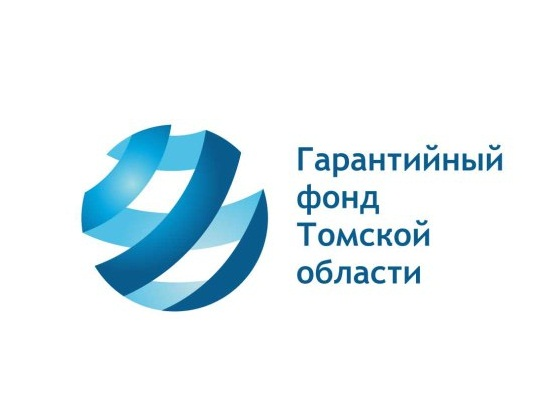 Гарантийный
фонд
Томской
области